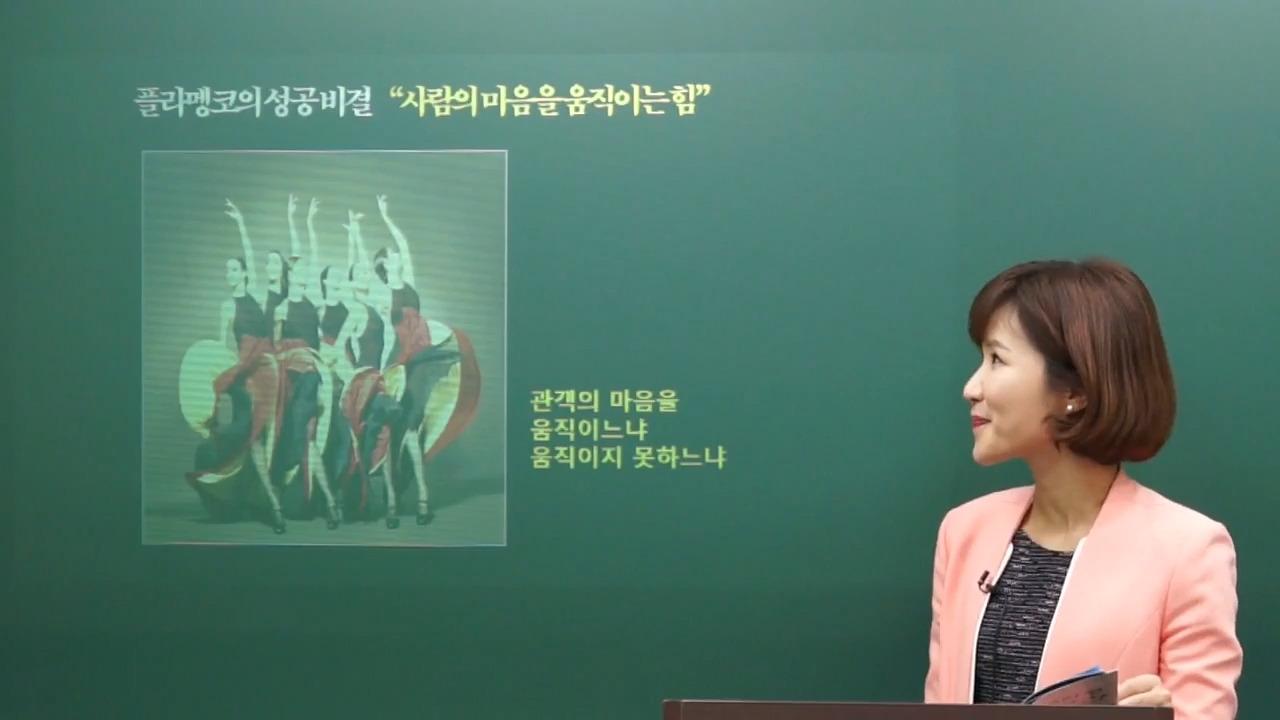 플라멩코의 성공 비결 “사람의 마음을 움직이는 힘”
관객의 마음을
움직이느냐
움직이지 못하느냐